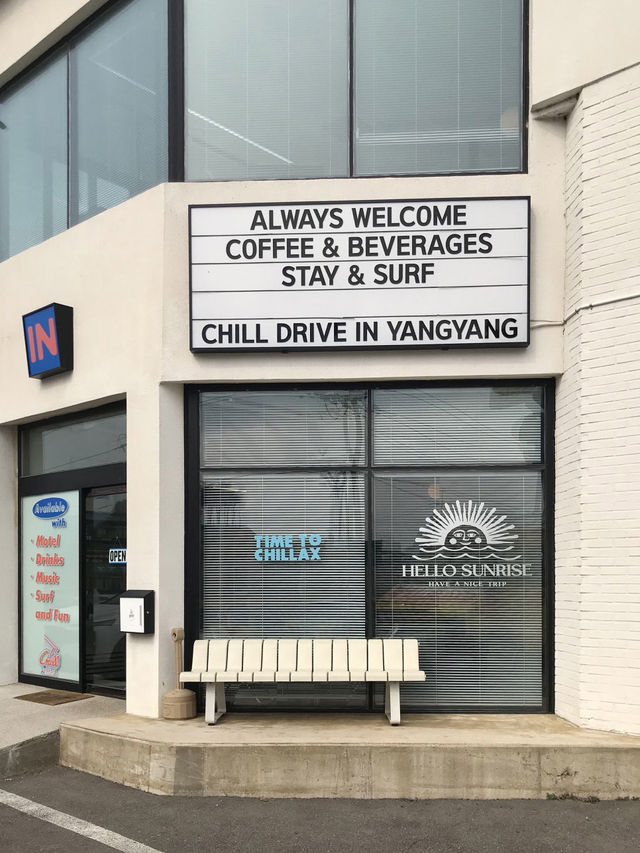 ALWAYS WELCOME
COFFEE & BEVERAGES
STAY & SURF
CHILL DRIVE IN YANGYANG
IN
Available
with
Motel
Drinks
Music
Surf
and Fun
OPEN
TIME TO
CHILLAX
HELLO SUNRISE
HAVE A NICE TRIP